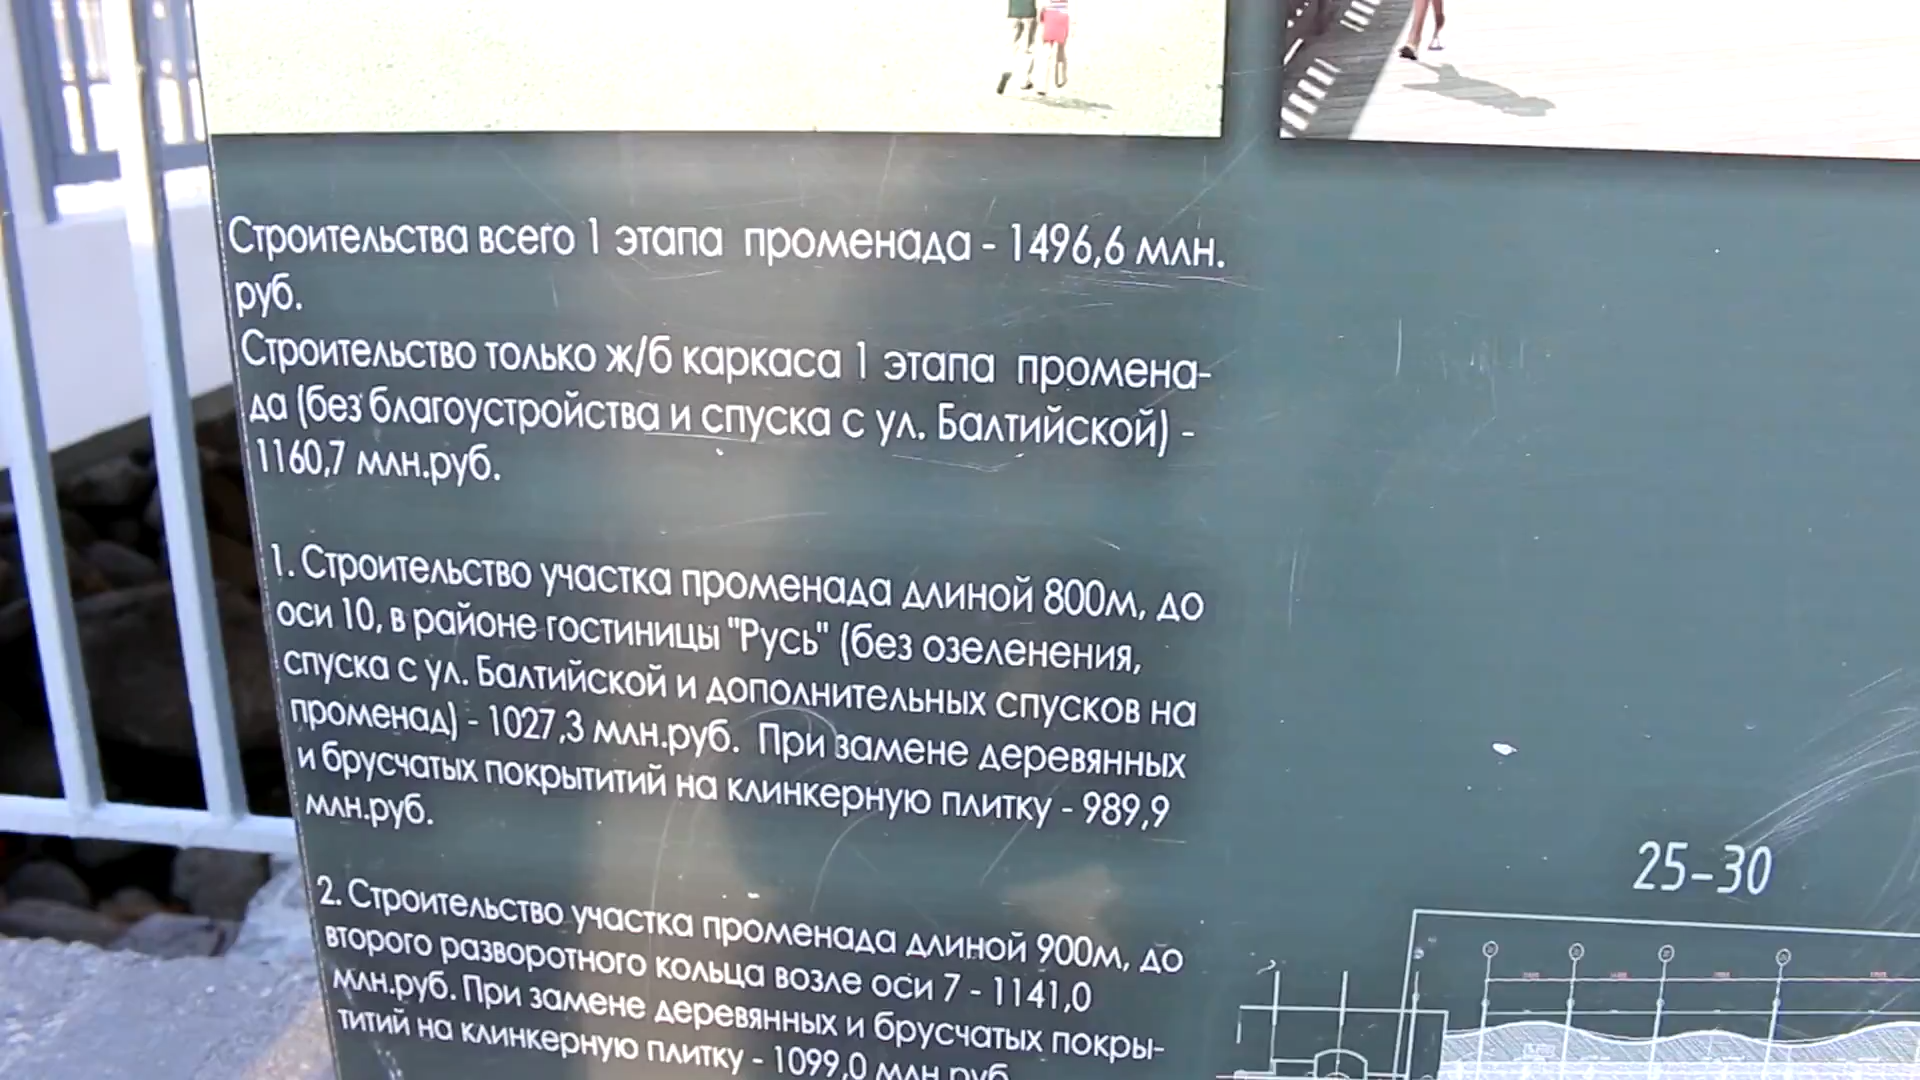 Строительства всего 1 этапа променада - 1496,6 млн.
руб.
Строительство только ж/б каркаса 1 этапа промена-
да (без благоустройства и спуска с ул. Балтийской) -
1160,7 млн.руб.
1. Строительство участка променада длиной 800м, до
оси 10, в районе гостиницы "Русь" (без озеленения,
спуска с ул. Балтийской и дополнительных спусков на
променад) - 1027,3 млн.руб. При замене деревянных
и брусчатых покрытитий на клинкерную плитку - 989,9
млн.руб.
2. Строительство участка променада длиной 900м, до
второго разворотного кольца возле оси 7 - 1141,0
млн.руб. При замене деревянных и брусчатых покры-
титий на клинкерную плитку - 1099,0 млн.руб.
25-30